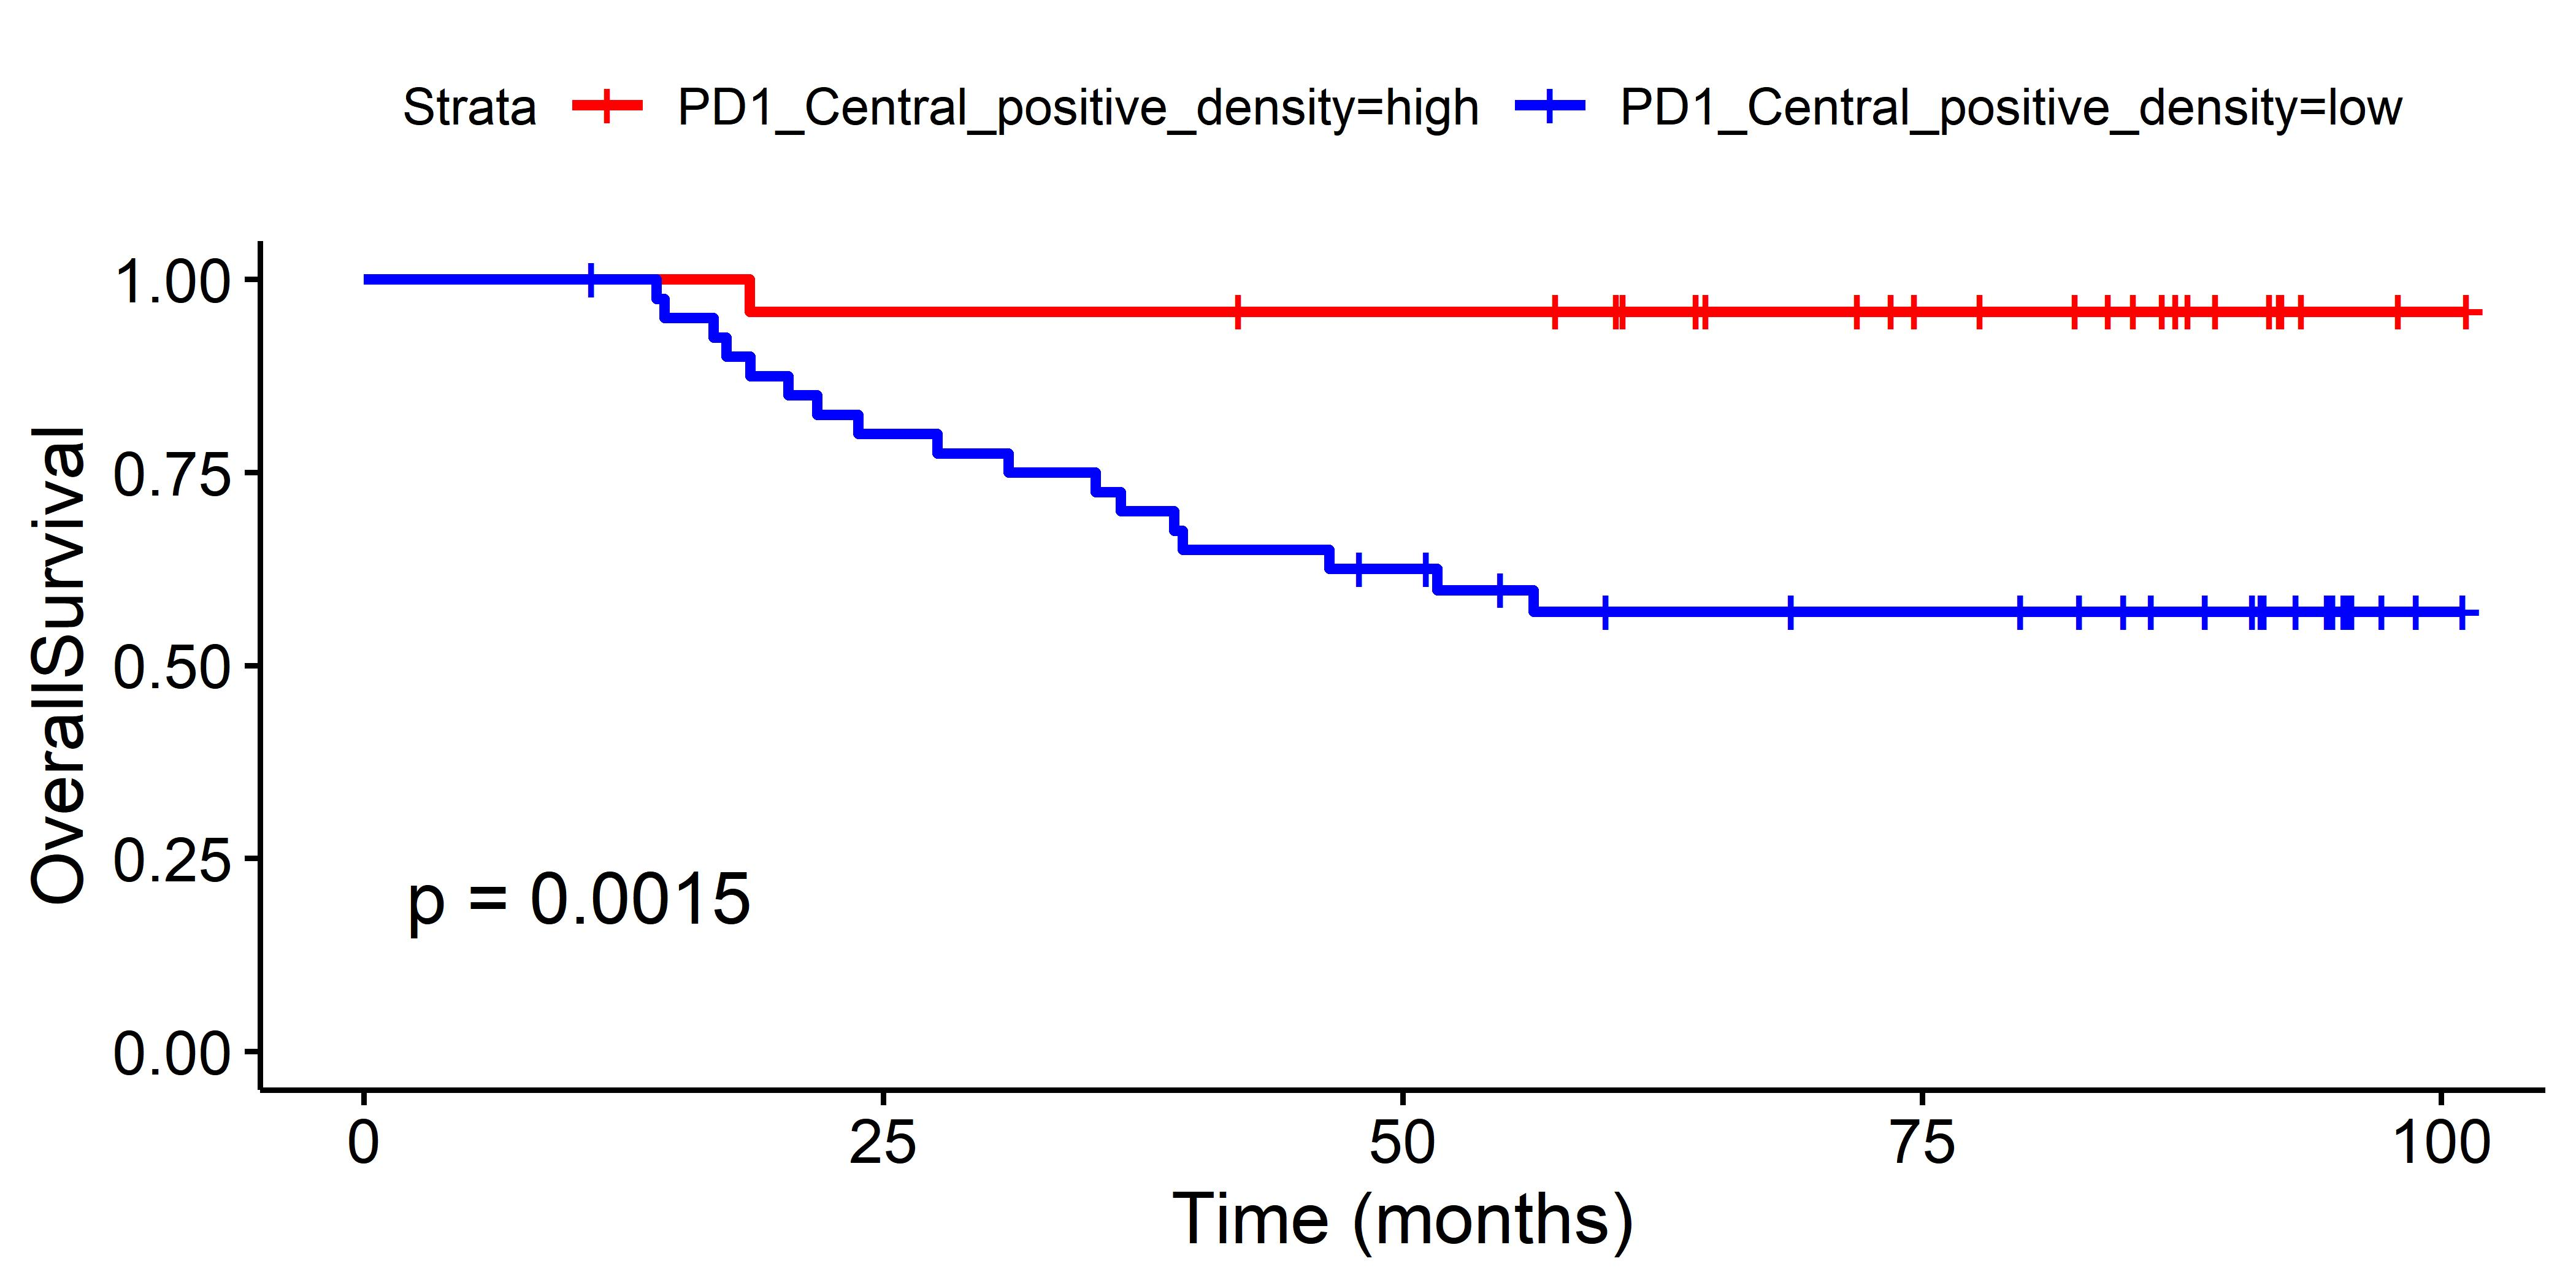 Strata PD1_Central_positive_density=high PD1_Central_positive_density=low
OverallSurvival
1.00
0.75
0.50
0.25
0.00
p = 0.0015
0 25 50 75 100
Time (months)